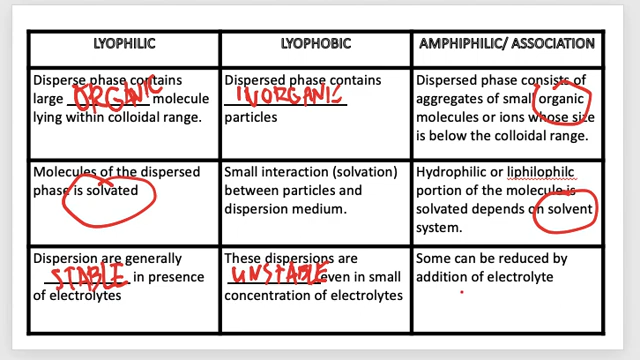 LYOPHILIC
LYOPHOBIC
AMPHIPHILIC/ ASSOCIATION
Disperse phase contains
large ORGANIC molecule
lying within colloidal range.
Dispersed phase contains
INORGANIC
particles
Dispersed phase consists of
aggregates of small organic
molecules or ions whose size
is below the colloidal range.
Molecules of the dispersed
phase is solvated
Small interaction (solvation)
between particles and
dispersion medium.
Hydrophilic or liphilophilc
portion of the molecule is
solvated depends on solvent
system.
Dispersion are generally
STABLE in presence
of electrolytes
These dispersions are
UNSTABLE even in small
concentration of electrolytes
Some can be reduced by
addition of electrolyte